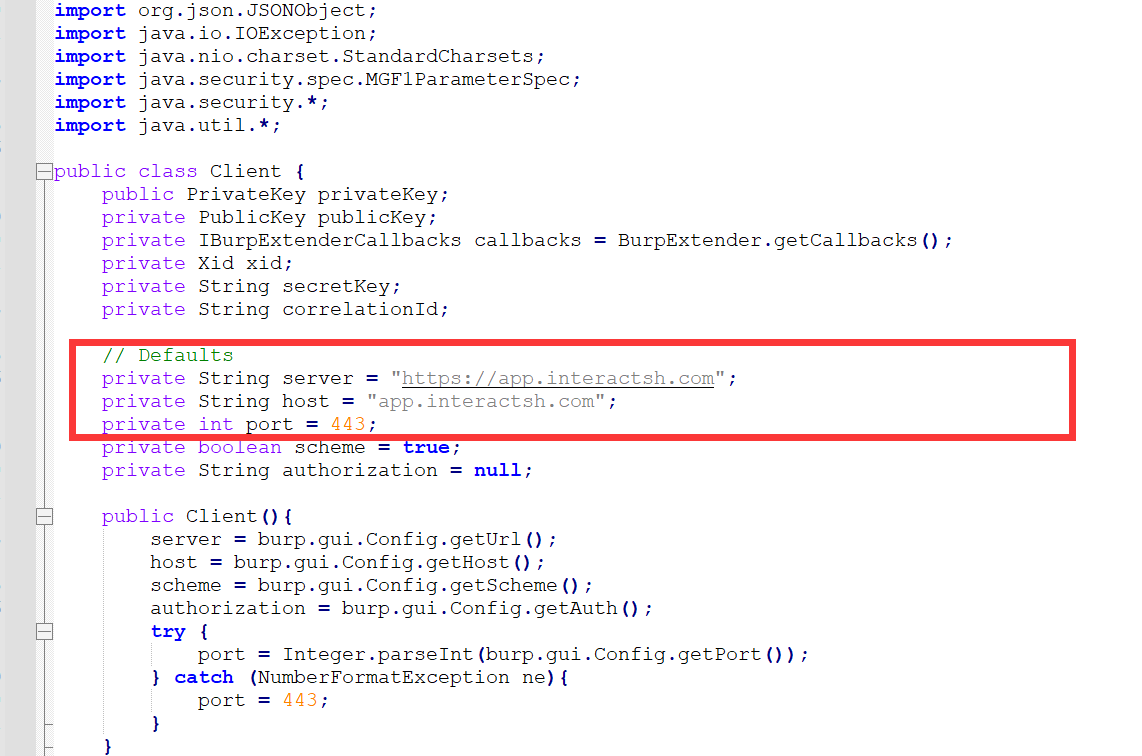 import org.json.JSONObject;
import java.io.IOException;
import java.nio.charset.StandardCharsets;
import java.security.spec.MGF1ParameterSpec;
import java.security.*;
import java.util.*;
public class Client {
public PrivateKey privateKey;
private PublicKey publicKey;
private IBurpExtenderCallbacks callbacks = BurpExtender.getCallbacks();
private Xid xid;
private String secretKey;
private String correlationId;
// Defaults
private String server = "https://app.interactsh.com";
private String host = "app.interactsh.com";
private int port = 443;
private boolean scheme = true;
private String authorization = null;
public Client(){
server = burp.gui.Config.getUrl();
host = burp.gui.Config.getHost();
scheme = burp.gui.Config.getScheme();
authorization = burp.gui.Config.getAuth();
try {
port = Integer.parseInt(burp.gui.Config.getPort());
} catch (NumberFormatException ne){
port = 443;
}
}